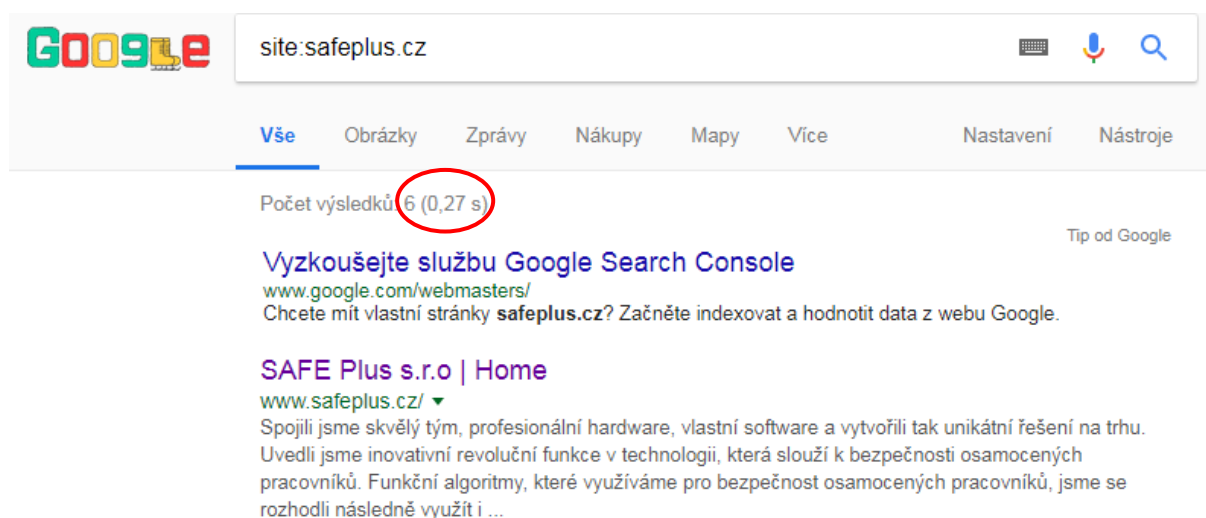 Google
site:safeplus.cz
Vše Obrázky Zprávy Nákupy Mapy Více Nastavení Nástroje
Počet výsledků: 6 (0,27 s)
Tip od Google
Vyzkoušejte službu Google Search Console
www.google.com/webmasters/
Chcete mít vlastní stránky safeplus.cz? Začněte indexovat a hodnotit data z webu Google.
SAFE Plus s.r.o | Home
www.safeplus.cz/
Spojili jsme skvělý tým, profesionální hardware, vlastní software a vytvořili tak unikátní řešení na trhu.
Uvedli jsme inovativní revoluční funkce v technologii, která slouží k bezpečnosti osamocených
pracovníků. Funkční algoritmy, které využíváme pro bezpečnost osamocených pracovníků, jsme se
rozhodli následně využít i ...